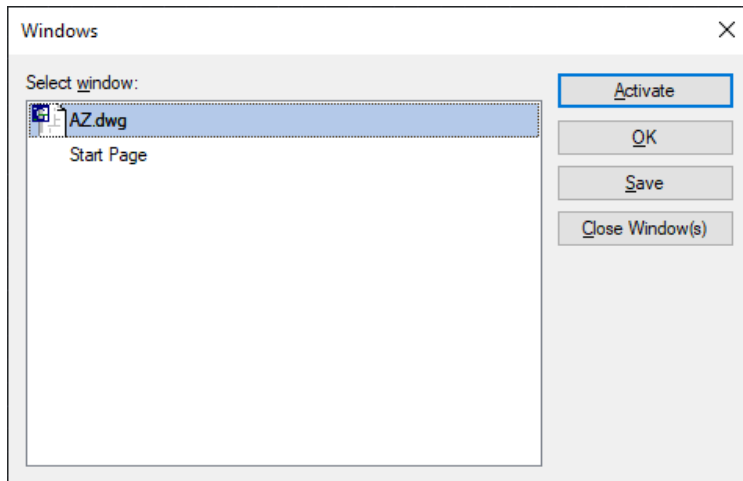 Windows
Select window:
AZ.dwg
Start Page
Activate
OK
Save
Close Window(s)